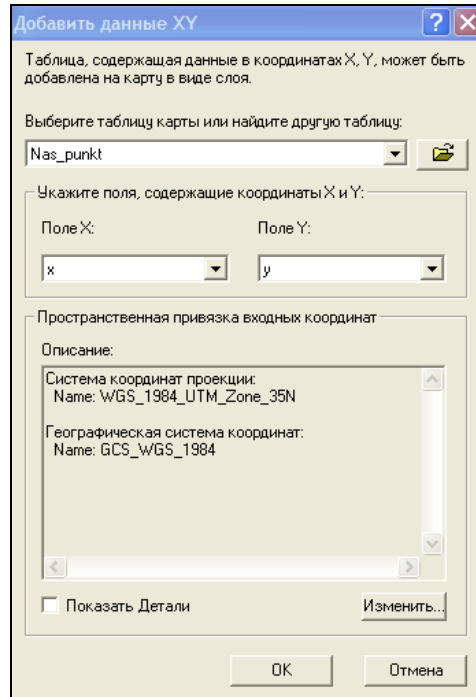 Добавить данные XY
Таблица, содержащая данные в координатах X, Y, может быть
добавлена на карту в виде слоя.
Выберите таблицу карты или найдите другую таблицу:
Nas_punkt
Укажите поля, содержащие координаты X и Y:
Поле X:
Поле Y:
x
y
Пространственная привязка входных координат
Описание:
Система координат проекции:
Name: WGS_1984_UTM_Zone_35N
Географическая система координат:
Name: GCS_WGS_1984
Показать Детали
Изменить...
OK
Отмена